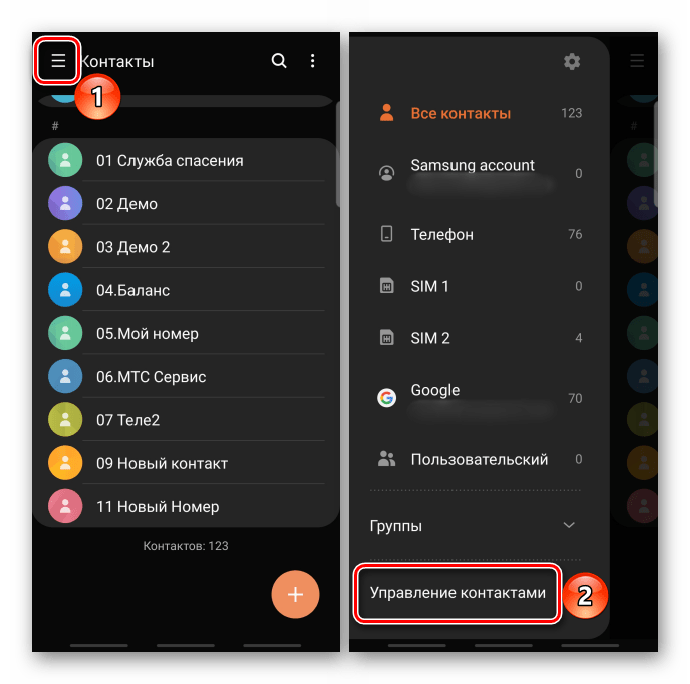 Контакты
1
#
01 Служба спасения
02 Демо
03 Демо 2
04.Баланс
05.Мой номер
06.МТС Сервис
07 Теле2
09 Новый контакт
11 Новый Номер
Контактов: 123
Все контакты 123
Samsung account 0
Телефон 76
SIM 1 0
SIM 2 4
Google 70
Пользовательский 0
Группы
Управление контактами
2